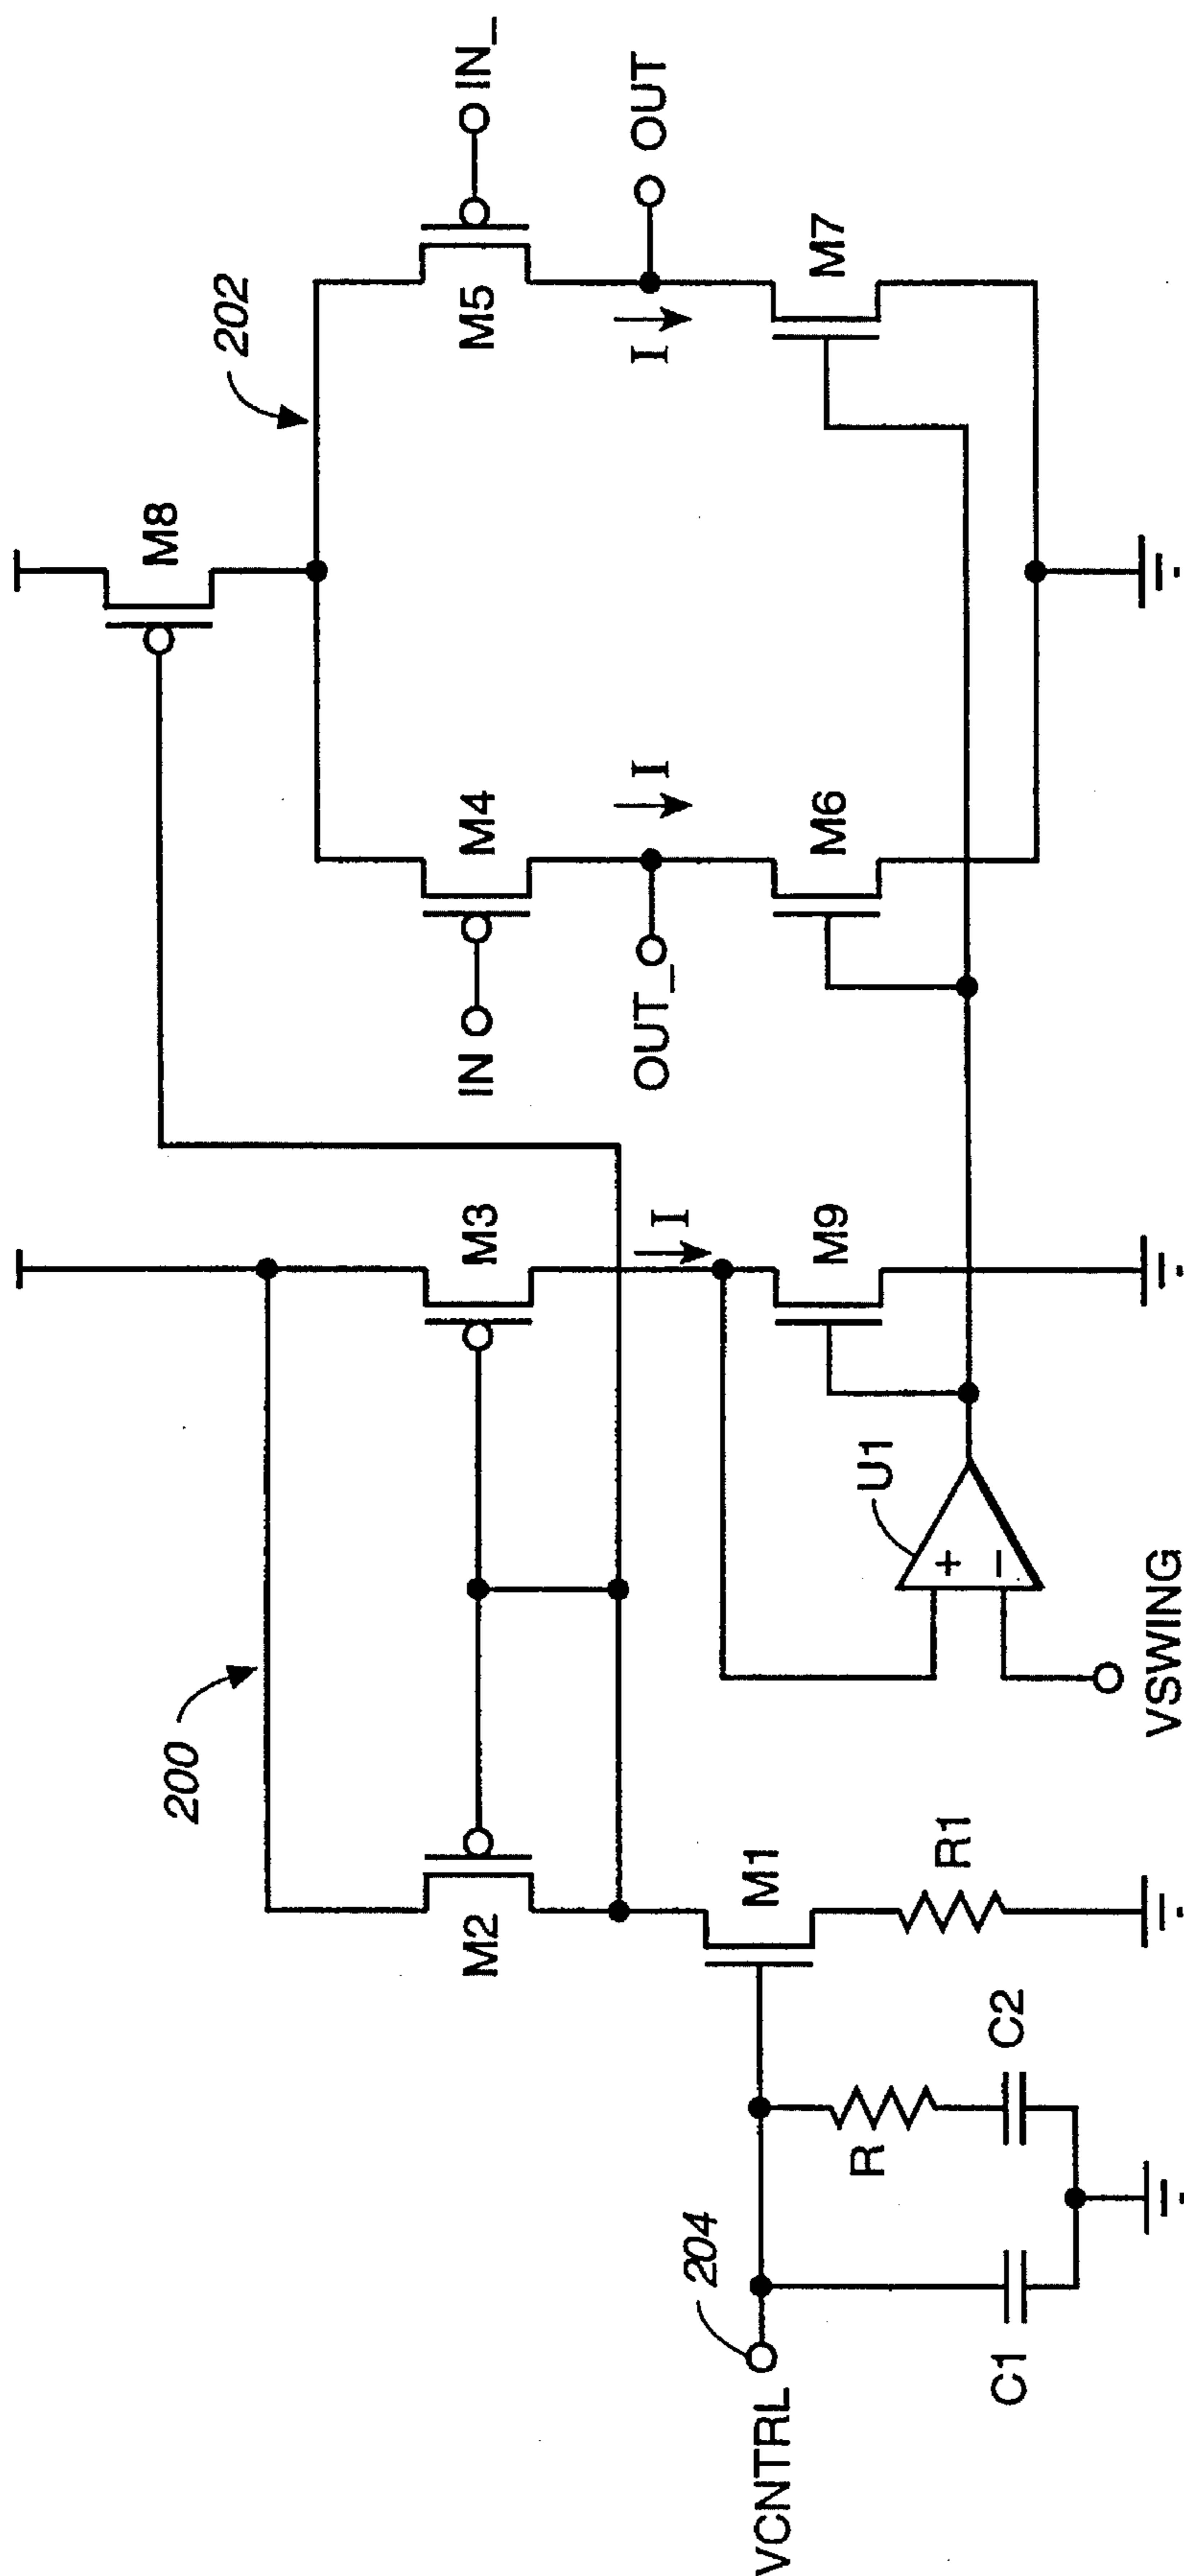 200
202
M8
M2
M3
M4
M5
IN
IN_
I
I
I
OUT_
OUT
204
VCNTRL
M1
M9
M6
M7
R
R1
C1
C2
U1
+
−
VSWING